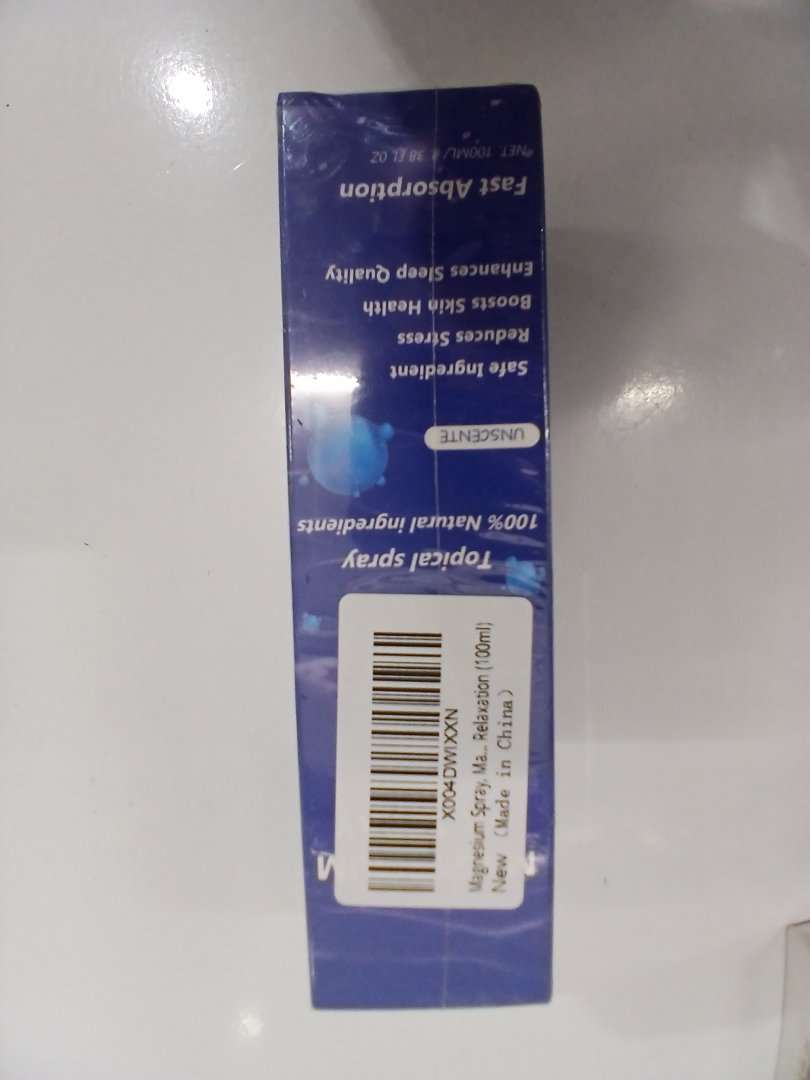 X004DWIXXN
Magnesium Spray, Ma... Relaxation (100ml)
New (Made in China)
Topical spray
100% Natural ingredients
UNSCENTE
Safe Ingredient
Reduces Stress
Boosts Skin Health
Enhances Sleep Quality
Fast Absorption
NET. 100ML/3.38 FL OZ